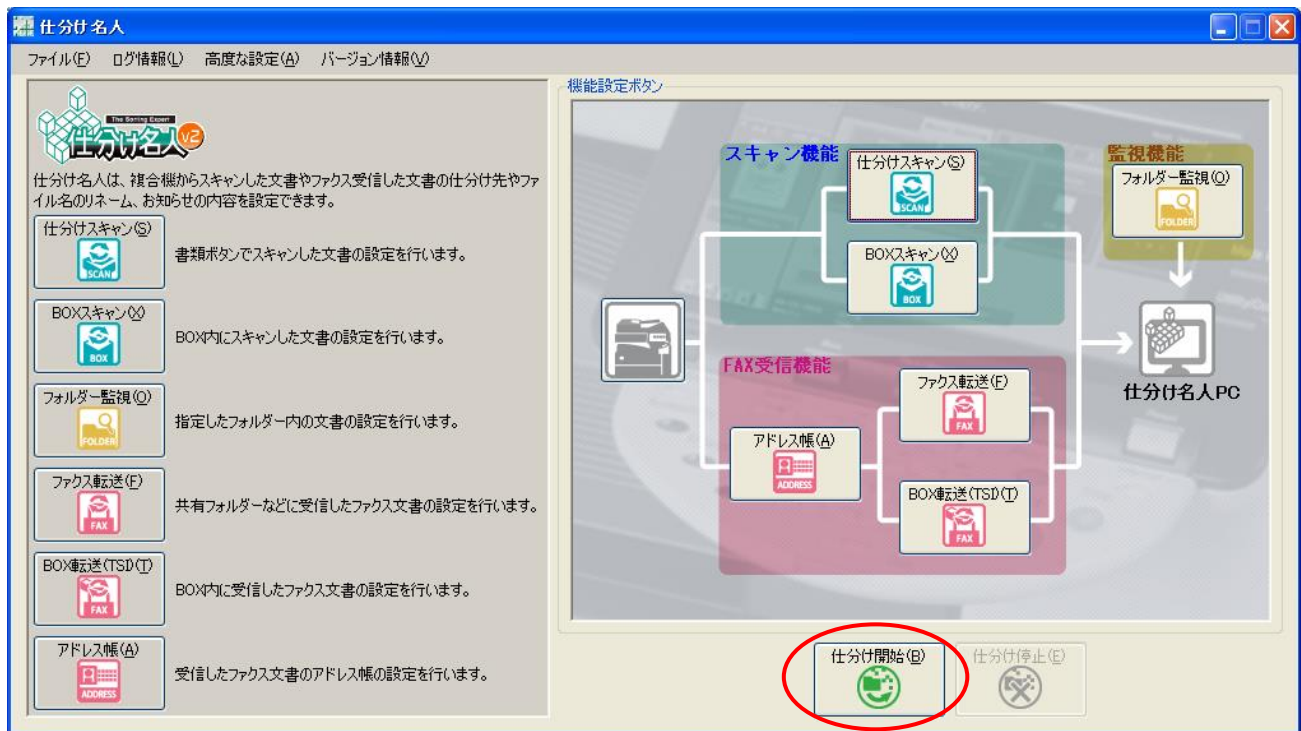 仕分け名人
ファイル(F) ログ情報(L) 高度な設定(A) バージョン情報(V)
The Sorting Expert
仕分け名人 V2
仕分け名人は、複合機からスキャンした文書やファクス受信した文書の仕分け先やファ
イル名のリネーム、お知らせの内容を設定できます。
仕分けスキャン(S)
SCAN
書類ボタンでスキャンした文書の設定を行います。
BOXスキャン(X)
BOX
BOX内にスキャンした文書の設定を行います。
フォルダー監視(O)
FOLDER
指定したフォルダー内の文書の設定を行います。
ファクス転送(F)
FAX
共有フォルダーなどに受信したファクス文書の設定を行います。
BOX転送(TSI)(T)
FAX
BOX内に受信したファクス文書の設定を行います。
アドレス帳(A)
ADDRESS
受信したファクス文書のアドレス帳の設定を行います。
機能設定ボタン
スキャン機能
仕分けスキャン(S)
SCAN
BOXスキャン(X)
BOX
監視機能
フォルダー監視(O)
FOLDER
仕分け名人PC
FAX受信機能
ファクス転送(F)
FAX
アドレス帳(A)
ADDRESS
BOX転送(TSI)(T)
FAX
仕分け開始(B)
仕分け停止(E)